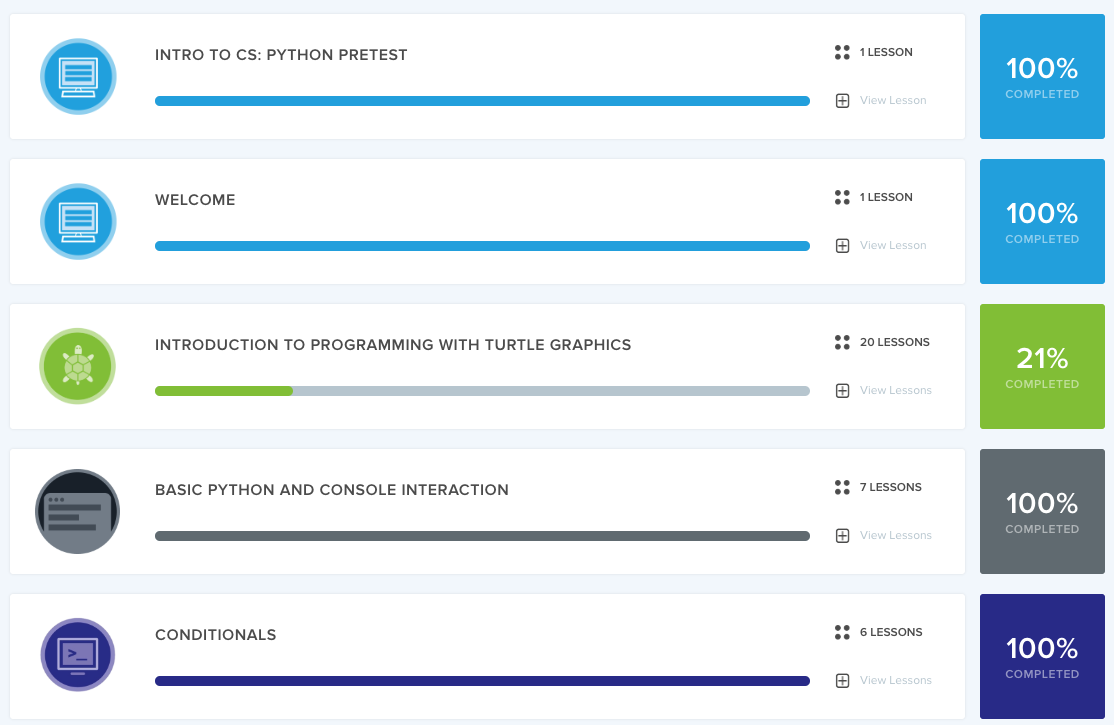 INTRO TO CS: PYTHON PRETEST
1 LESSON
View Lesson
100%
COMPLETED
WELCOME
1 LESSON
View Lesson
100%
COMPLETED
INTRODUCTION TO PROGRAMMING WITH TURTLE GRAPHICS
20 LESSONS
View Lessons
21%
COMPLETED
BASIC PYTHON AND CONSOLE INTERACTION
7 LESSONS
View Lessons
100%
COMPLETED
>_
CONDITIONALS
6 LESSONS
View Lessons
100%
COMPLETED